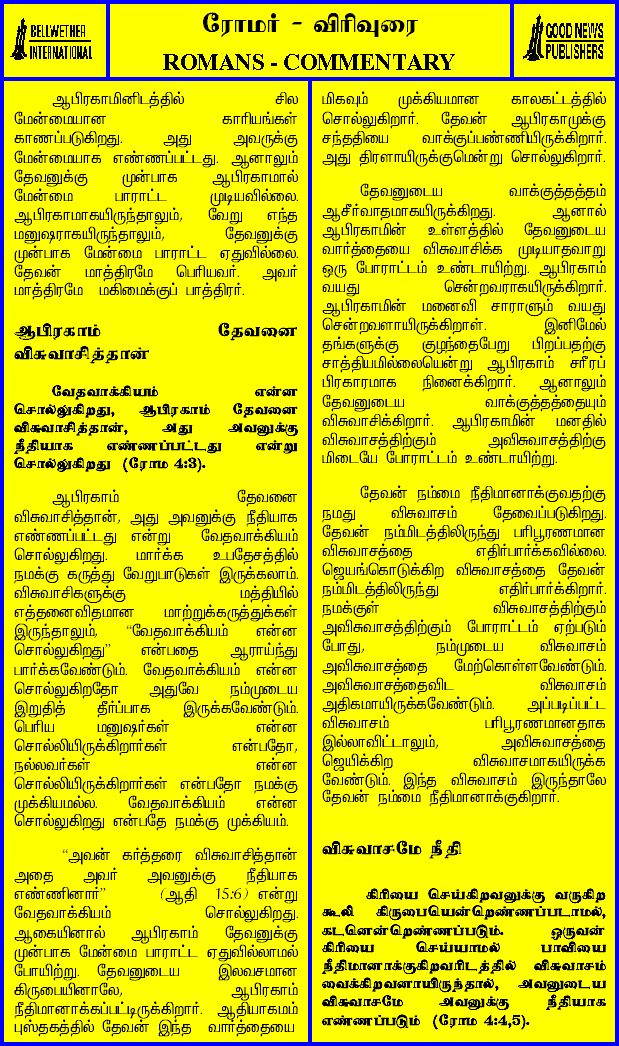 BELLWETHER
INTERNATIONAL
ரோமர் - விரிவுரை
ROMANS - COMMENTARY
GOOD NEWS
PUBLISHERS
ஆபிரகாமினிடத்தில் சில
மேன்மையான காரியங்கள்
காணப்படுகிறது. அது அவருக்கு
மேன்மையாக எண்ணப்பட்டது. ஆனாலும்
தேவனுக்கு முன்பாக ஆபிரகாமால்
மேன்மை பாராட்ட முடியவில்லை.
ஆபிரகாமாகயிருந்தாலும், வேறு எந்த
மனுஷராகயிருந்தாலும், தேவனுக்கு
முன்பாக மேன்மை பாராட்ட ஏதுவில்லை.
தேவன் மாத்திரமே பெரியவர். அவர்
மாத்திரமே மகிமைக்குப் பாத்திரர்.
ஆபிரகாம் தேவனை
விசுவாசித்தான்
வேதவாக்கியம் என்ன
சொல்லுகிறது, ஆபிரகாம் தேவனை
விசுவாசித்தான், அது அவனுக்கு
நீதியாக எண்ணப்பட்டது என்று
சொல்லுகிறது (ரோம 4:3).
ஆபிரகாம் தேவனை
விசுவாசித்தான், அது அவனுக்கு நீதியாக
எண்ணப்பட்டது என்று வேதவாக்கியம்
சொல்லுகிறது. மார்க்க உபதேசத்தில்
நமக்கு கருத்து வேறுபாடுகள் இருக்கலாம்.
விசுவாசிகளுக்கு மத்தியில்
எத்தனைவிதமான மாற்றுக்கருத்துக்கள்
இருந்தாலும், “வேதவாக்கியம் என்ன
சொல்லுகிறது” என்பதை ஆராய்ந்து
பார்க்கவேண்டும். வேதவாக்கியம் என்ன
சொல்லுகிறதோ அதுவே நம்முடைய
இறுதித் தீர்ப்பாக இருக்கவேண்டும்.
பெரிய மனுஷர்கள் என்ன
சொல்லியிருக்கிறார்கள் என்பதோ,
நல்லவர்கள் என்ன
சொல்லியிருக்கிறார்கள் என்பதோ நமக்கு
முக்கியமல்ல. வேதவாக்கியம் என்ன
சொல்லுகிறது என்பதே நமக்கு முக்கியம்.
“அவன் கர்த்தரை விசுவாசித்தான்
அதை அவர் அவனுக்கு நீதியாக
எண்ணினார்” (ஆதி 15:6) என்று
வேதவாக்கியம் சொல்லுகிறது.
ஆகையினால் ஆபிரகாம் தேவனுக்கு
முன்பாக மேன்மை பாராட்ட ஏதுவில்லாமல்
போயிற்று. தேவனுடைய இலவசமான
கிருபையினாலே, ஆபிரகாம்
நீதிமானாக்கப்பட்டிருக்கிறார். ஆதியாகமம்
புஸ்தகத்தில் தேவன் இந்த வார்த்தையை
மிகவும் முக்கியமான காலகட்டத்தில்
சொல்லுகிறார். தேவன் ஆபிரகாமுக்கு
சந்ததியை வாக்குப்பண்ணியிருக்கிறார்.
அது திரளாயிருக்குமென்று சொல்லுகிறார்.
தேவனுடைய வாக்குத்தத்தம்
ஆசீர்வாதமாகயிருக்கிறது. ஆனால்
ஆபிரகாமின் உள்ளத்தில் தேவனுடைய
வார்த்தையை விசுவாசிக்க முடியாதவாறு
ஒரு போராட்டம் உண்டாயிற்று. ஆபிரகாம்
வயது சென்றவராகயிருக்கிறார்.
ஆபிரகாமின் மனைவி சாராளும் வயது
சென்றவளாயிருக்கிறாள். இனிமேல்
தங்களுக்கு குழந்தைபேறு பிறப்பதற்கு
சாத்தியமில்லையென்று ஆபிரகாம் சரீரப்
பிரகாரமாக நினைக்கிறார். ஆனாலும்
தேவனுடைய வாக்குத்தத்தையும்
விசுவாசிக்கிறார். ஆபிரகாமின் மனதில்
விசுவாசத்திற்கும் அவிசுவாசத்திற்கு
மிடையே போராட்டம் உண்டாயிற்று.
தேவன் நம்மை நீதிமானாக்குவதற்கு
நமது விசுவாசம் தேவைப்படுகிறது.
தேவன் நம்மிடத்திலிருந்து பரிபூரணமான
விசுவாசத்தை எதிர்பார்க்கவில்லை.
ஜெயங்கொடுக்கிற விசுவாசத்தை தேவன்
நம்மிடத்திலிருந்து எதிர்பார்க்கிறார்.
நமக்குள் விசுவாசத்திற்கும்
அவிசுவாசத்திற்கும் போராட்டம் ஏற்படும்
போது, நம்முடைய விசுவாசம்
அவிசுவாசத்தை மேற்கொள்ளவேண்டும்.
அவிசுவாசத்தைவிட விசுவாசம்
அதிகமாயிருக்கவேண்டும். அப்படிப்பட்ட
விசுவாசம் பரிபூரணமானதாக
இல்லாவிட்டாலும், அவிசுவாசத்தை
ஜெயிக்கிற விசுவாசமாகயிருக்க
வேண்டும். இந்த விசுவாசம் இருந்தாலே
தேவன் நம்மை நீதிமானாக்குகிறார்.
விசுவாசமே நீதி
கிரியை செய்கிறவனுக்கு வருகிற
கூலி கிருபையென்றெண்ணப்படாமல்,
கடனென்றெண்ணப்படும். ஒருவன்
கிரியை செய்யாமல் பாவியை
நீதிமானாக்குகிறவரிடத்தில் விசுவாசம்
வைக்கிறவனாயிருந்தால், அவனுடைய
விசுவாசமே அவனுக்கு நீதியாக
எண்ணப்படும் (ரோம 4:4,5).